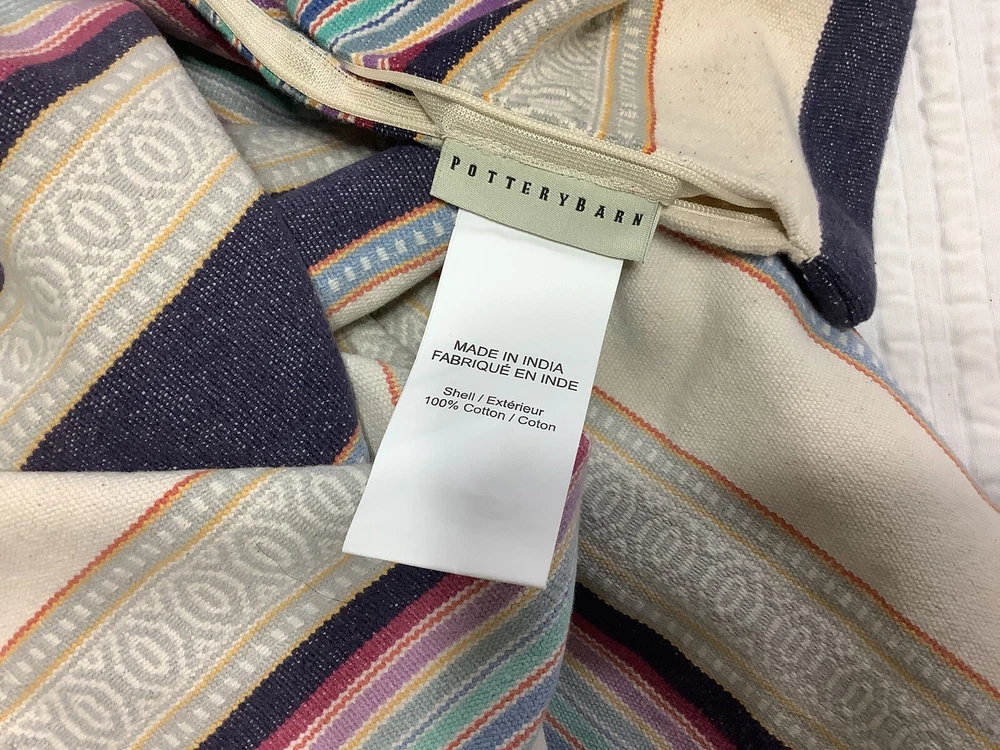 POTTERYBARN
MADE IN INDIA
FABRIQUÉ EN INDE
Shell / Extérieur
100% Cotton / Coton